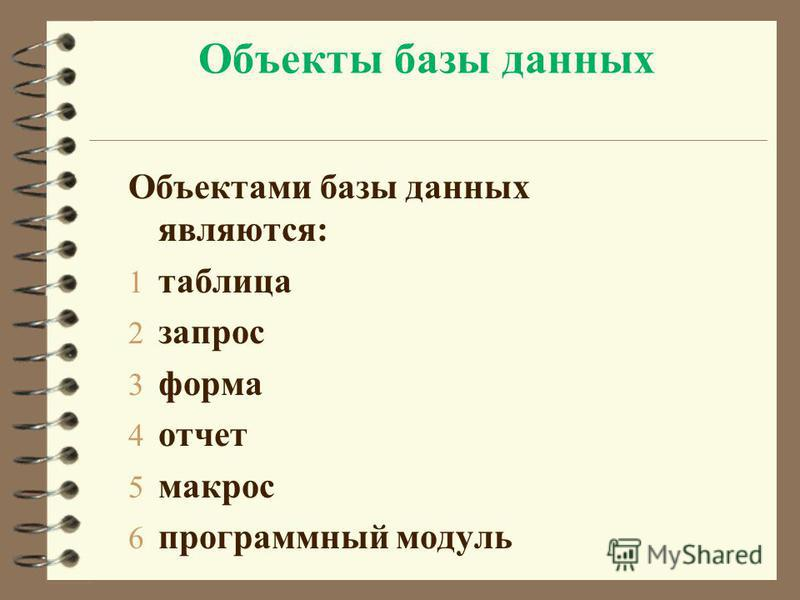 Объекты базы данных
Объектами базы данных
являются:
1 таблица
2 запрос
3 форма
4 отчет
5 макрос
6 программный модуль
MyShared